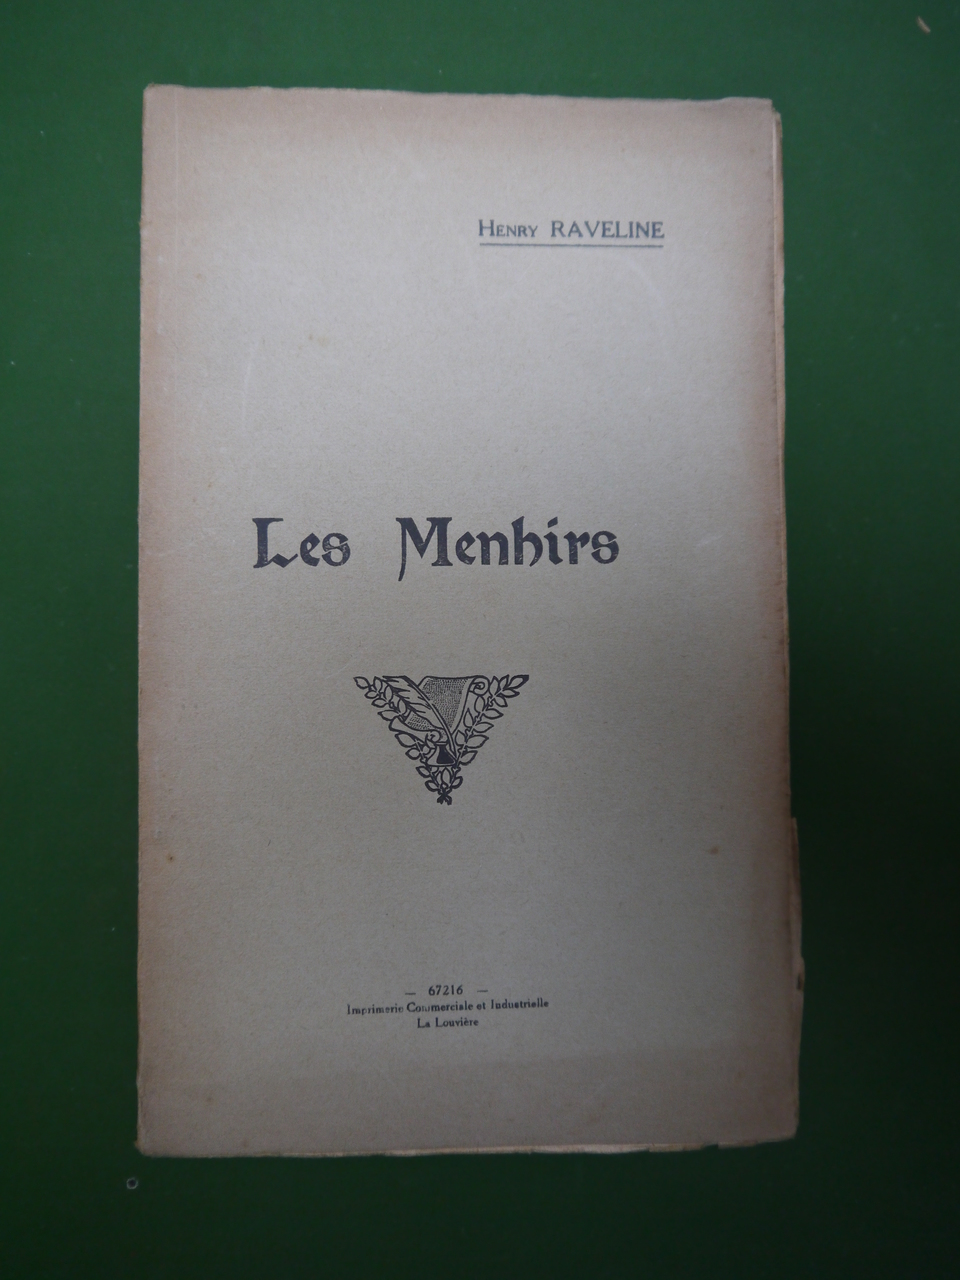 Henry RAVELINE
Les Menhirs
— 67216 —
Imprimerie Commerciale et Industrielle
La Louvière